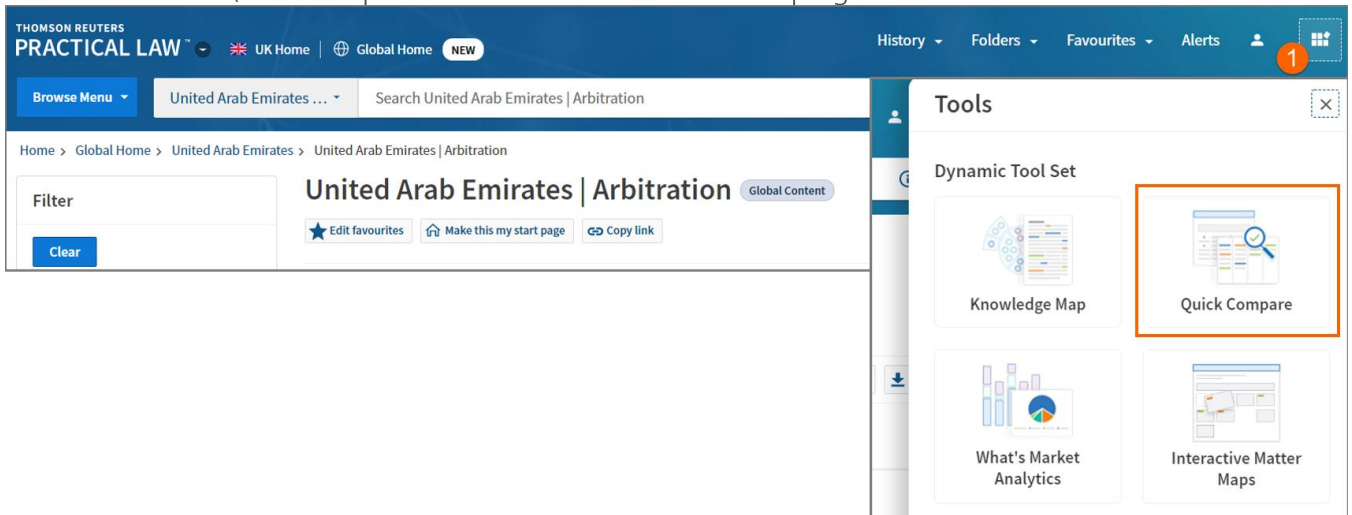 THOMSON REUTERS
PRACTICAL LAW™ UK Home | Global Home NEW History Folders Favourites Alerts 1
Browse Menu United Arab Emirates ... Search United Arab Emirates | Arbitration
Home > Global Home > United Arab Emirates > United Arab Emirates | Arbitration
Filter
Clear
United Arab Emirates | Arbitration Global Content
Edit favourites Make this my start page Copy link
Tools
Dynamic Tool Set
Knowledge Map
Quick Compare
What's Market
Analytics
Interactive Matter
Maps